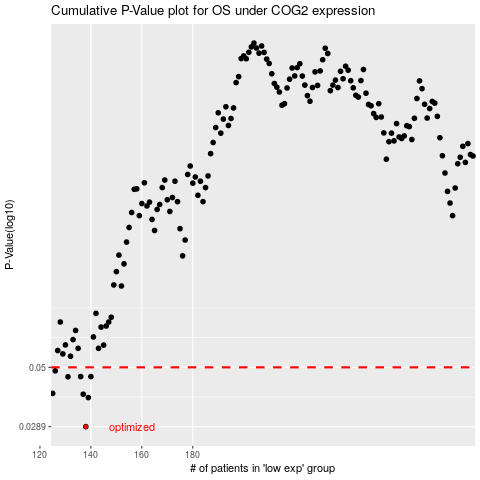 Cumulative P-Value plot for OS under COG2 expression
P-Value(log10)
0.05
0.0289
optimized
120 140 160 180
# of patients in 'low exp' group